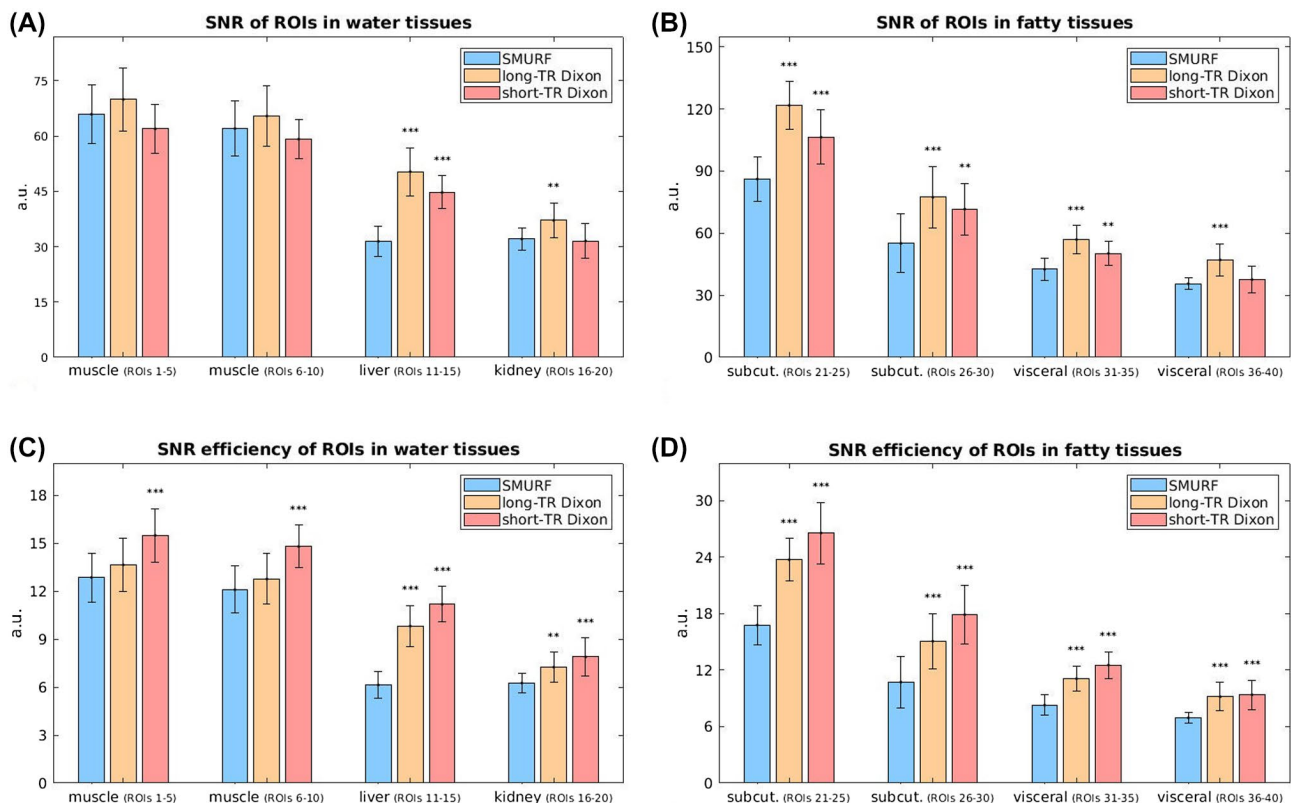 (A)
SNR of ROIs in water tissues
SMURF
long-TR Dixon
short-TR Dixon
75
60
45
30
15
0
a.u.
***
***
**
muscle (ROIs 1-5)
muscle (ROIs 6-10)
liver (ROIs 11-15)
kidney (ROIs 16-20)
(B)
SNR of ROIs in fatty tissues
SMURF
long-TR Dixon
short-TR Dixon
150
120
90
60
30
0
a.u.
***
***
***
**
***
**
***
subcut. (ROIs 21-25)
subcut. (ROIs 26-30)
visceral (ROIs 31-35)
visceral (ROIs 36-40)
(C)
SNR efficiency of ROIs in water tissues
SMURF
long-TR Dixon
short-TR Dixon
18
15
12
9
6
3
0
a.u.
***
***
***
***
**
***
muscle (ROIs 1-5)
muscle (ROIs 6-10)
liver (ROIs 11-15)
kidney (ROIs 16-20)
(D)
SNR efficiency of ROIs in fatty tissues
SMURF
long-TR Dixon
short-TR Dixon
30
24
18
12
6
0
a.u.
***
***
***
***
***
***
***
***
subcut. (ROIs 21-25)
subcut. (ROIs 26-30)
visceral (ROIs 31-35)
visceral (ROIs 36-40)